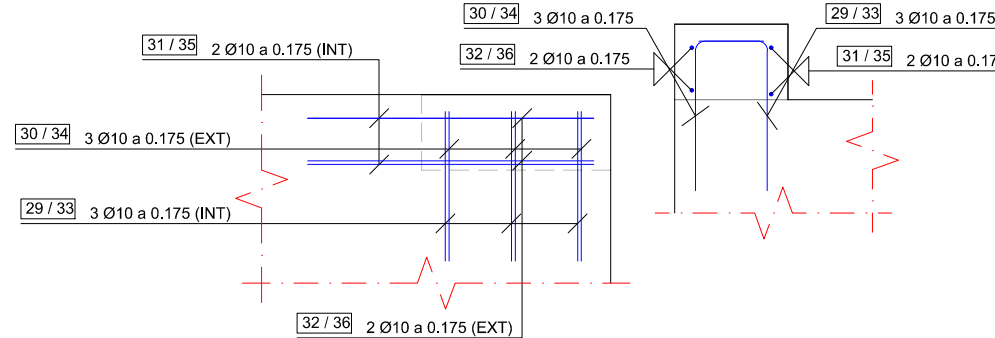 30 / 34 3 Ø10 a 0.175
29 / 33 3 Ø10 a 0.175
31 / 35 2 Ø10 a 0.175 (INT)
32 / 36 2 Ø10 a 0.175
31 / 35 2 Ø10 a 0.17
30 / 34 3 Ø10 a 0.175 (EXT)
29 / 33 3 Ø10 a 0.175 (INT)
32 / 36 2 Ø10 a 0.175 (EXT)